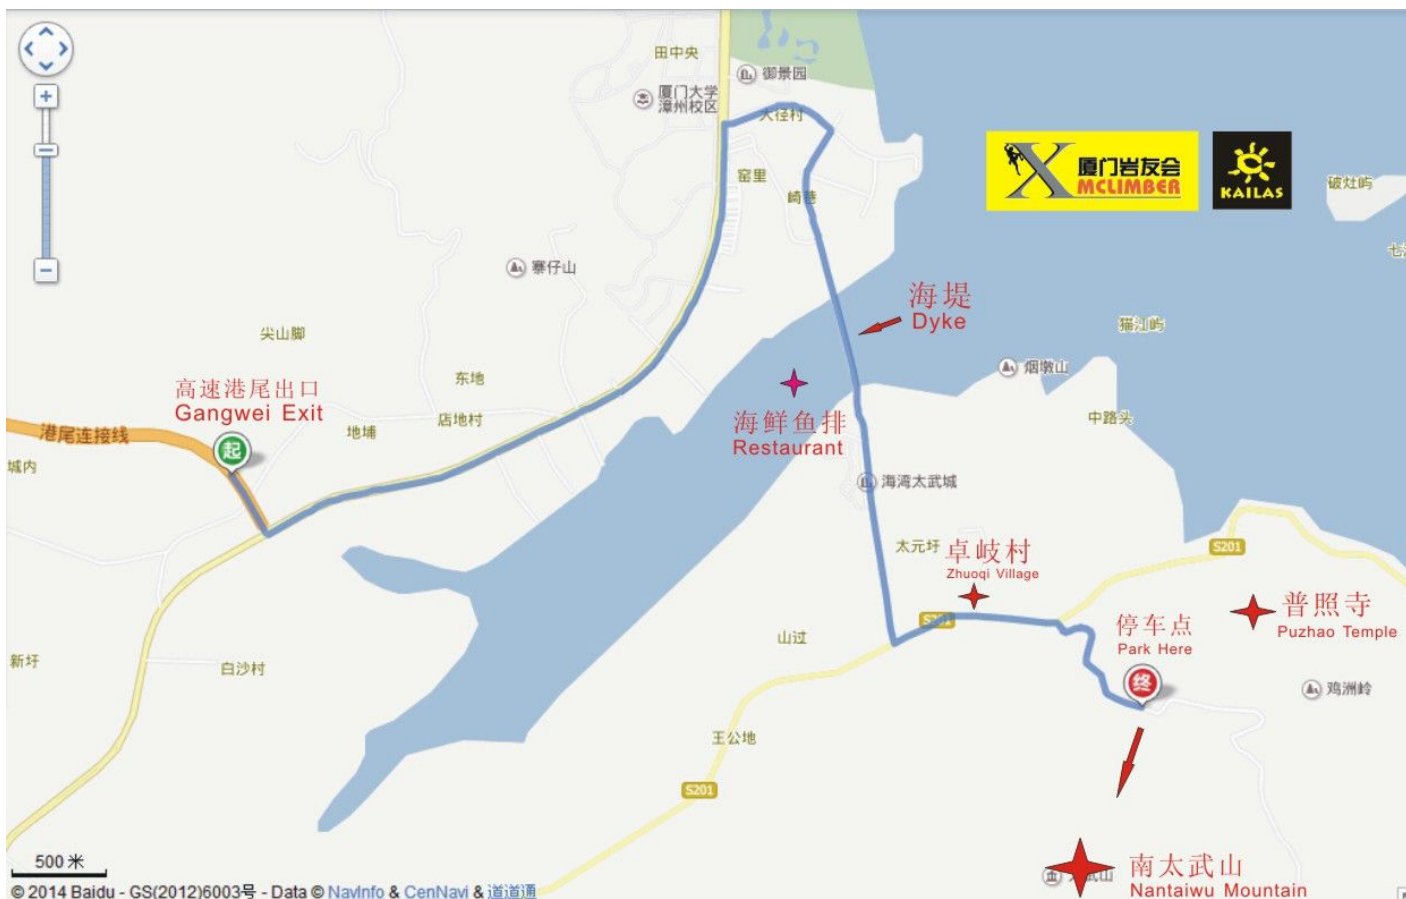 田中央
御景园
厦门大学
漳州校区
大径村
窑里
崎巷
厦门岩友会
MCLIMBER
KAILAS
破灶屿
寨仔山
海堤
Dyke
猫江屿
尖山脚
烟墩山
高速港尾出口
Gangwei Exit
东地
店地村
地埔
港尾连接线
起
城内
海鲜鱼排
Restaurant
中路头
海湾太武城
太元圩
卓岐村
Zhuoqi Village
S201
S201
普照寺
Puzhao Temple
停车点
Park Here
终
山过
新圩
白沙村
鸡洲岭
王公地
S201
南太武山
Nantaiwu Mountain
500 米
© 2014 Baidu - GS(2012)6003号 - Data © NavInfo & CenNavi & 道道通